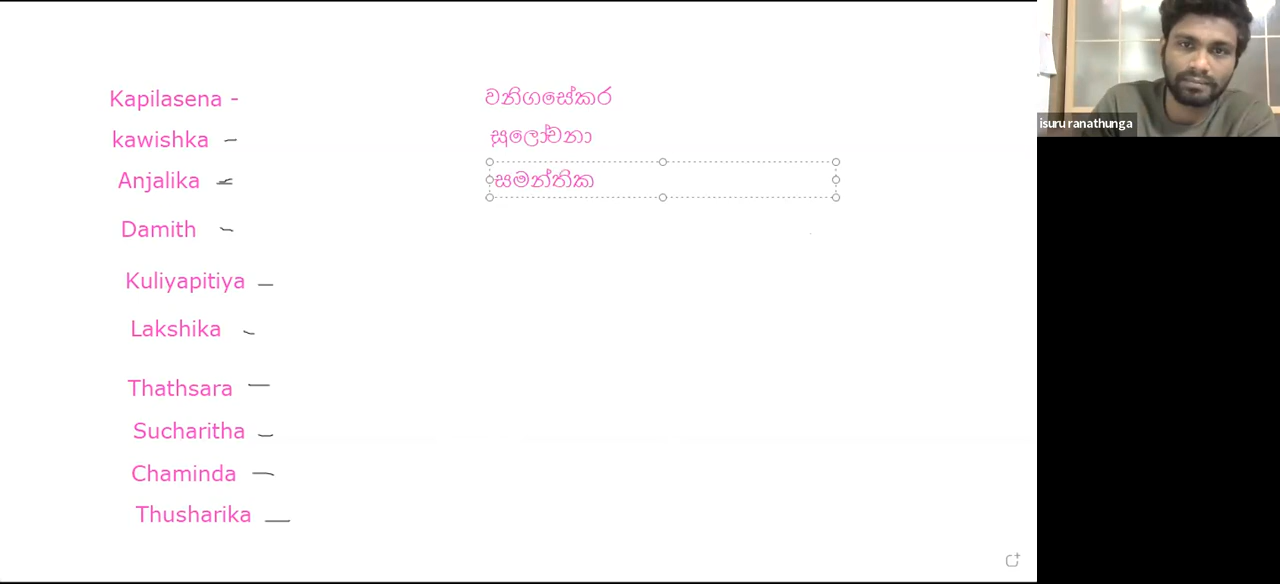 Kapilasena -
kawishka -
Anjalika -
Damith -
Kuliyapitiya -
Lakshika -
Thathsara -
Sucharitha -
Chaminda -
Thusharika -
වනිගසේකර
සුලෝචනා
සමන්තික
isuru ranathunga